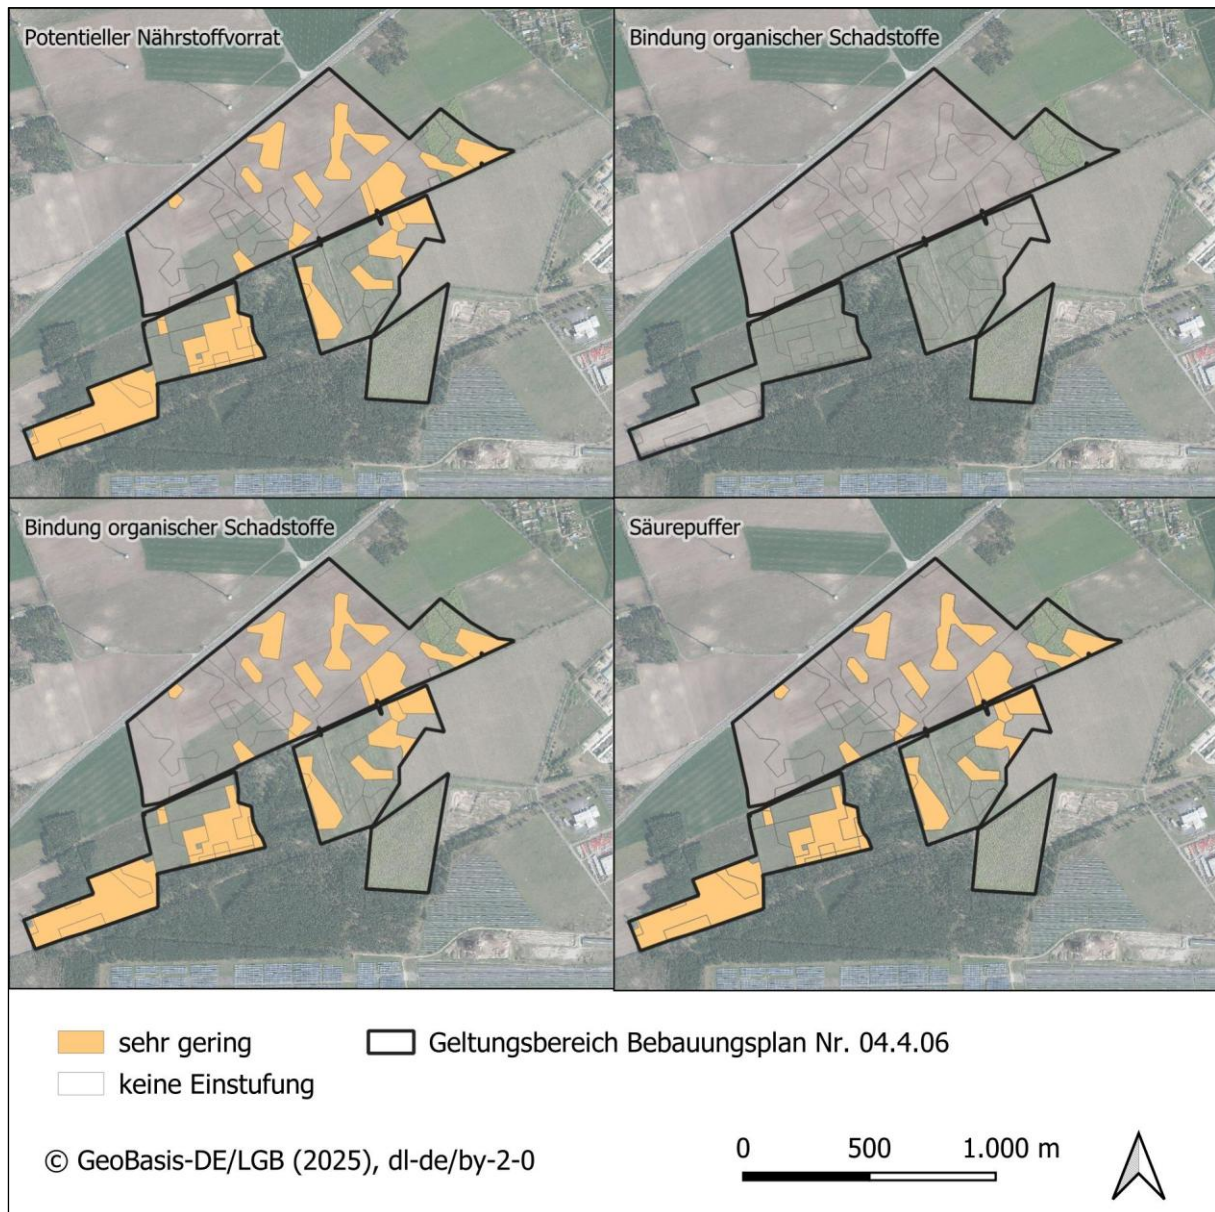 Potentieller Nährstoffvorrat
Bindung organischer Schadstoffe
Bindung organischer Schadstoffe
Säurepuffer
sehr gering
Geltungsbereich Bebauungsplan Nr. 04.4.06
keine Einstufung
© GeoBasis-DE/LGB (2025), dl-de/by-2-0
0 500 1.000 m